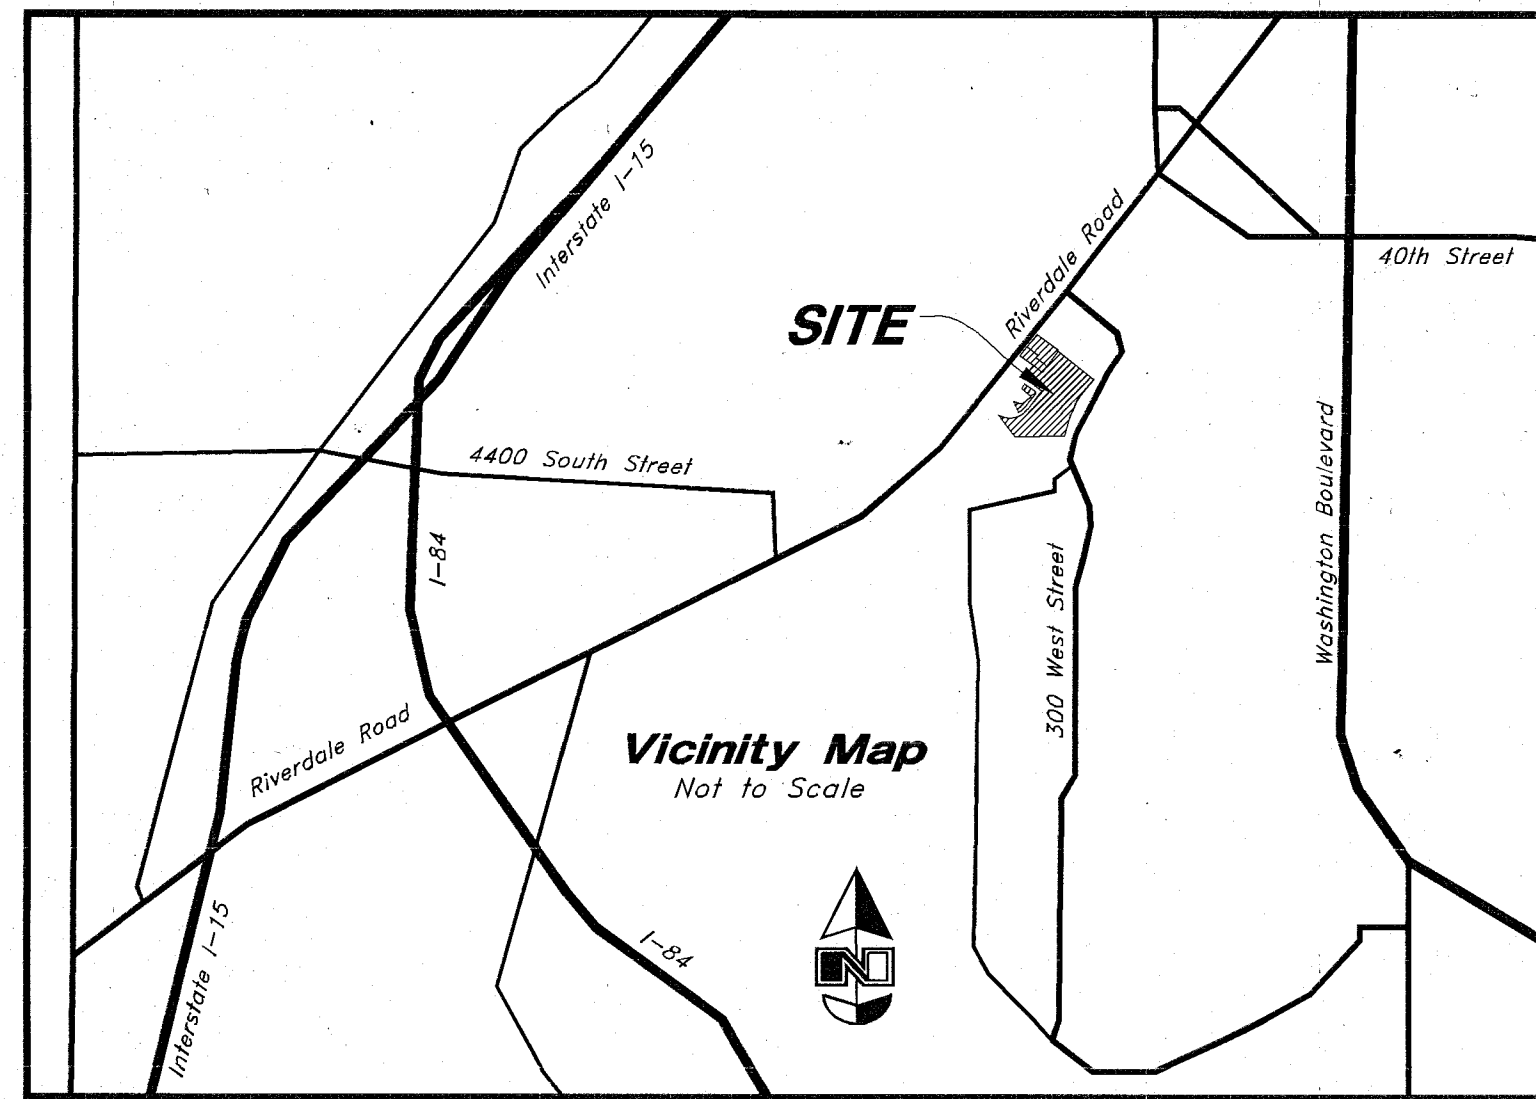 Interstate I-15
Riverdale Road
40th Street
SITE
A B
4400 South Street
Washington Boulevard
I-84
300 West Street
Riverdale Road
Vicinity Map
Not to Scale
Interstate I-15
I-84
N